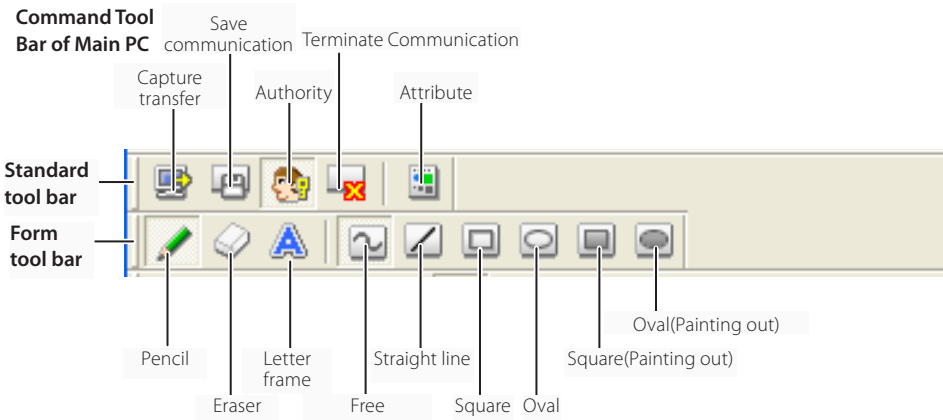 Command Tool
Bar of Main PC
Save
communication
Terminate Communication
Capture
transfer
Authority
Attribute
Standard
tool bar
Form
tool bar
Oval(Painting out)
Pencil
Letter
frame
Straight line
Square(Painting out)
Eraser
Free
Square
Oval